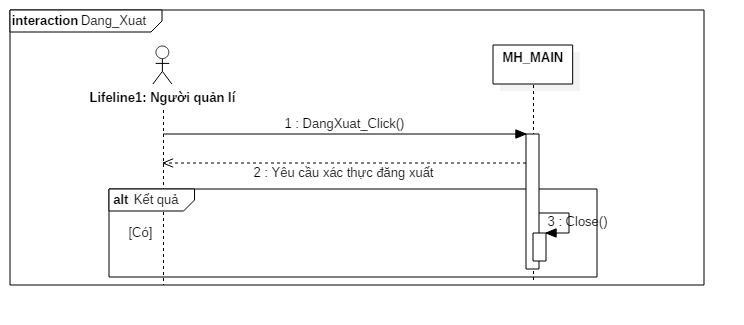 interaction Dang_Xuat
MH_MAIN
Lifeline1: Người quản lí
1 : DangXuat_Click()
2 : Yêu cầu xác thực đăng xuất
alt Kết quả
3 : Close()
[Có]